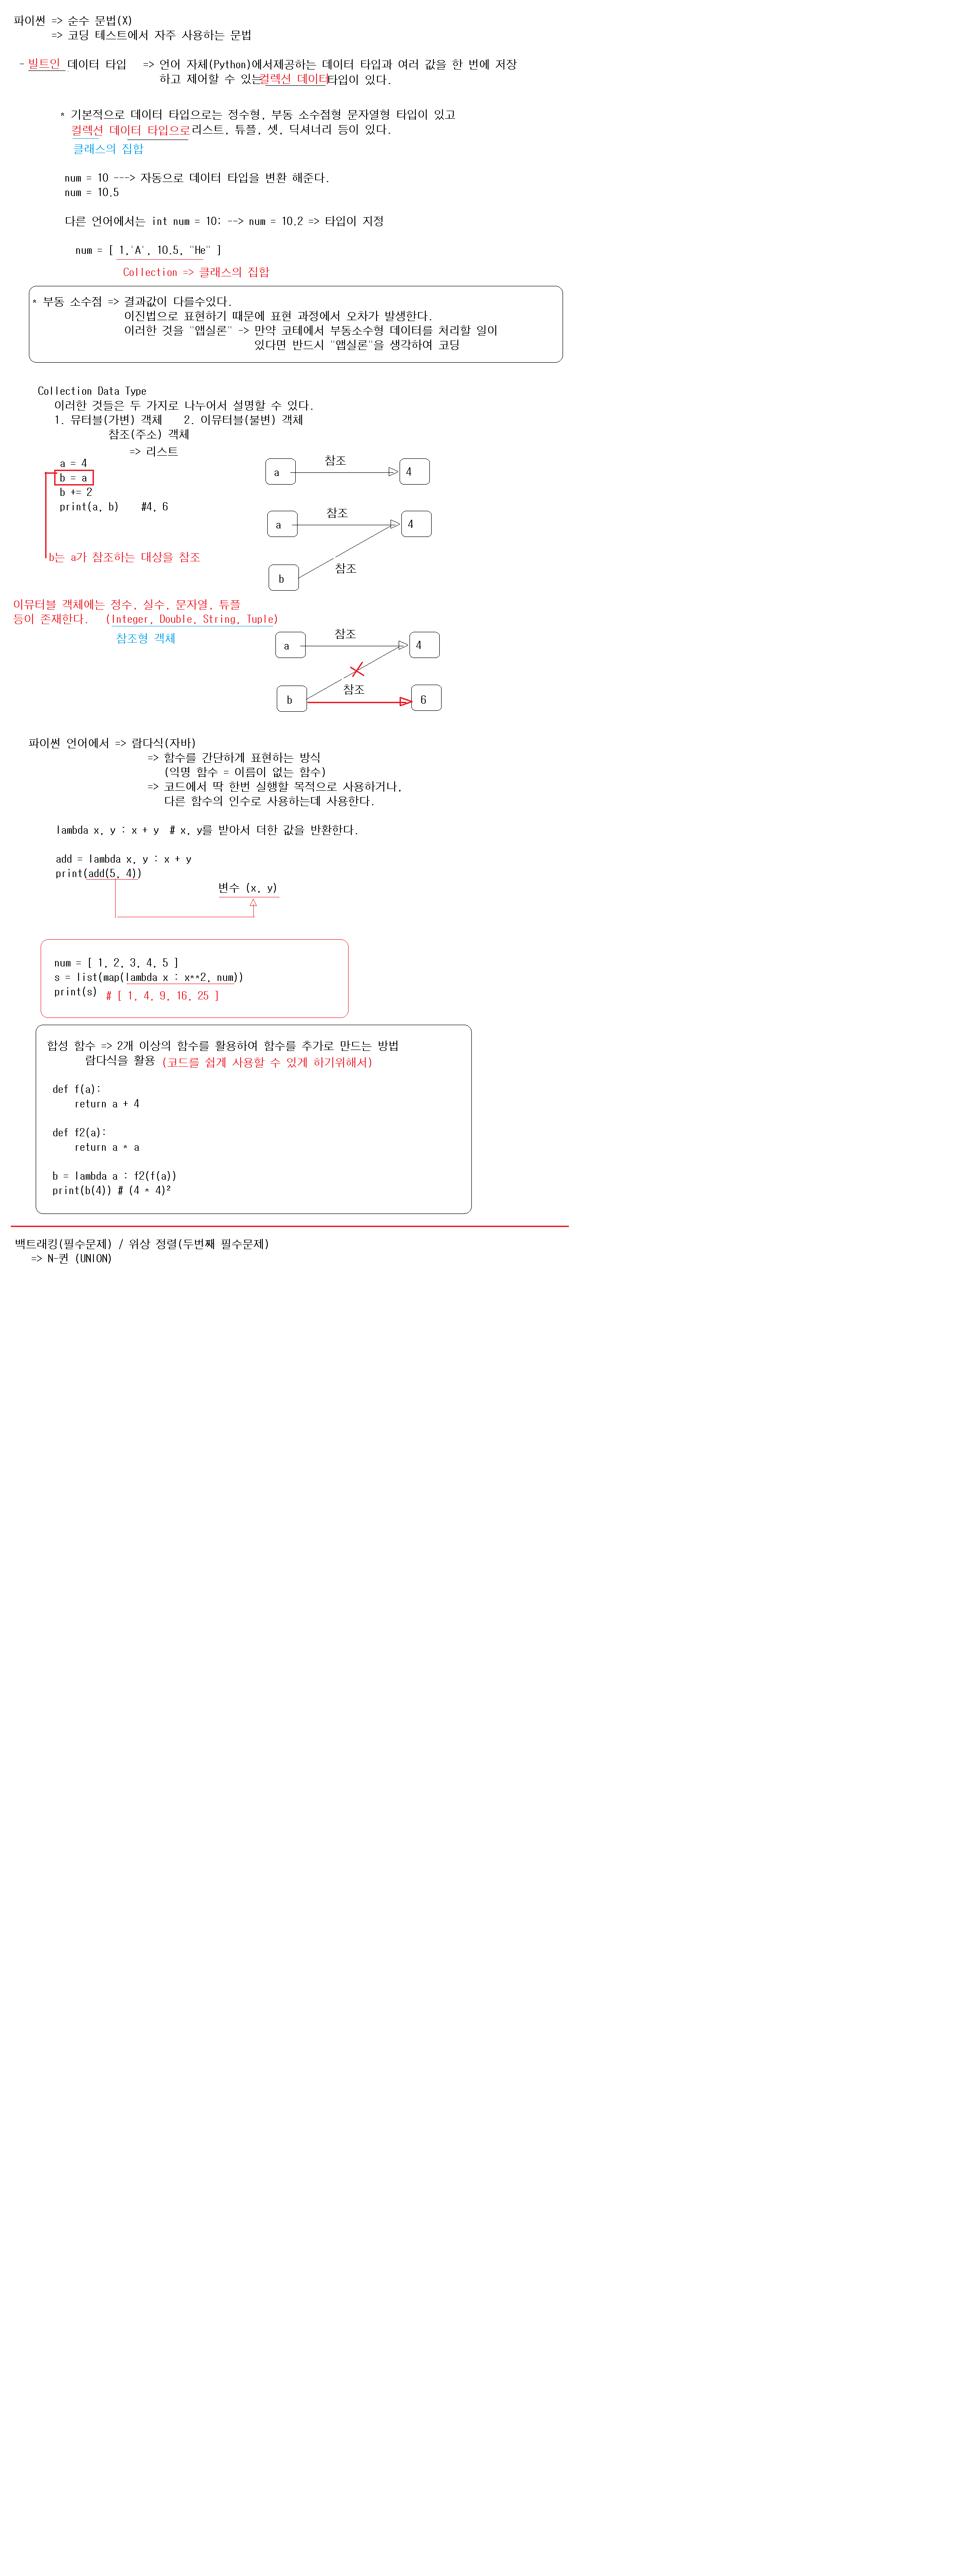 파이썬 => 순수 문법(X)
=> 코딩 테스트에서 자주 사용하는 문법
- 빌트인 데이터 타입 => 언어 자체(Python)에서제공하는 데이터 타입과 여러 값을 한 번에 저장
하고 제어할 수 있는컬렉션 데이터타입이 있다.
* 기본적으로 데이터 타입으로는 정수형, 부동 소수점형 문자열형 타입이 있고
컬렉션 데이터 타입으로 리스트, 튜플, 셋, 딕셔너리 등이 있다.
클래스의 집합
num = 10 ---> 자동으로 데이터 타입을 변환 해준다.
num = 10.5
다른 언어에서는 int num = 10; --> num = 10.2 => 타입이 지정
num = [ 1,'A', 10.5, "He" ]
Collection => 클래스의 집합
* 부동 소수점 => 결과값이 다를수있다.
이진법으로 표현하기 때문에 표현 과정에서 오차가 발생한다.
이러한 것을 "앱실론" -> 만약 코테에서 부동소수형 데이터를 처리할 일이
있다면 반드시 "앱실론"을 생각하여 코딩
Collection Data Type
이러한 것들은 두 가지로 나누어서 설명할 수 있다.
1. 뮤터블(가변) 객체 2. 이뮤터블(불변) 객체
참조(주소) 객체
=> 리스트
a = 4
b = a
b += 2
print(a, b) #4, 6
b는 a가 참조하는 대상을 참조
a 참조 4
a 참조 4
b 참조
이뮤터블 객체에는 정수, 실수, 문자열, 튜플
등이 존재한다. (Integer, Double, String, Tuple)
참조형 객체
a 참조 4
b 참조 6
파이썬 언어에서 => 람다식(자바)
=> 함수를 간단하게 표현하는 방식
(익명 함수 = 이름이 없는 함수)
=> 코드에서 딱 한번 실행할 목적으로 사용하거나,
다른 함수의 인수로 사용하는데 사용한다.
lambda x, y : x + y # x, y를 받아서 더한 값을 반환한다.
add = lambda x, y : x + y
print(add(5, 4))
변수 (x, y)
num = [ 1, 2, 3, 4, 5 ]
s = list(map(lambda x : x**2, num))
print(s) # [ 1, 4, 9, 16, 25 ]
합성 함수 => 2개 이상의 함수를 활용하여 함수를 추가로 만드는 방법
람다식을 활용 (코드를 쉽게 사용할 수 있게 하기위해서)
def f(a):
return a + 4
def f2(a):
return a * a
b = lambda a : f2(f(a))
print(b(4)) # (4 * 4)²
백트래킹(필수문제) / 위상 정렬(두번째 필수문제)
=> N-퀸 (UNION)